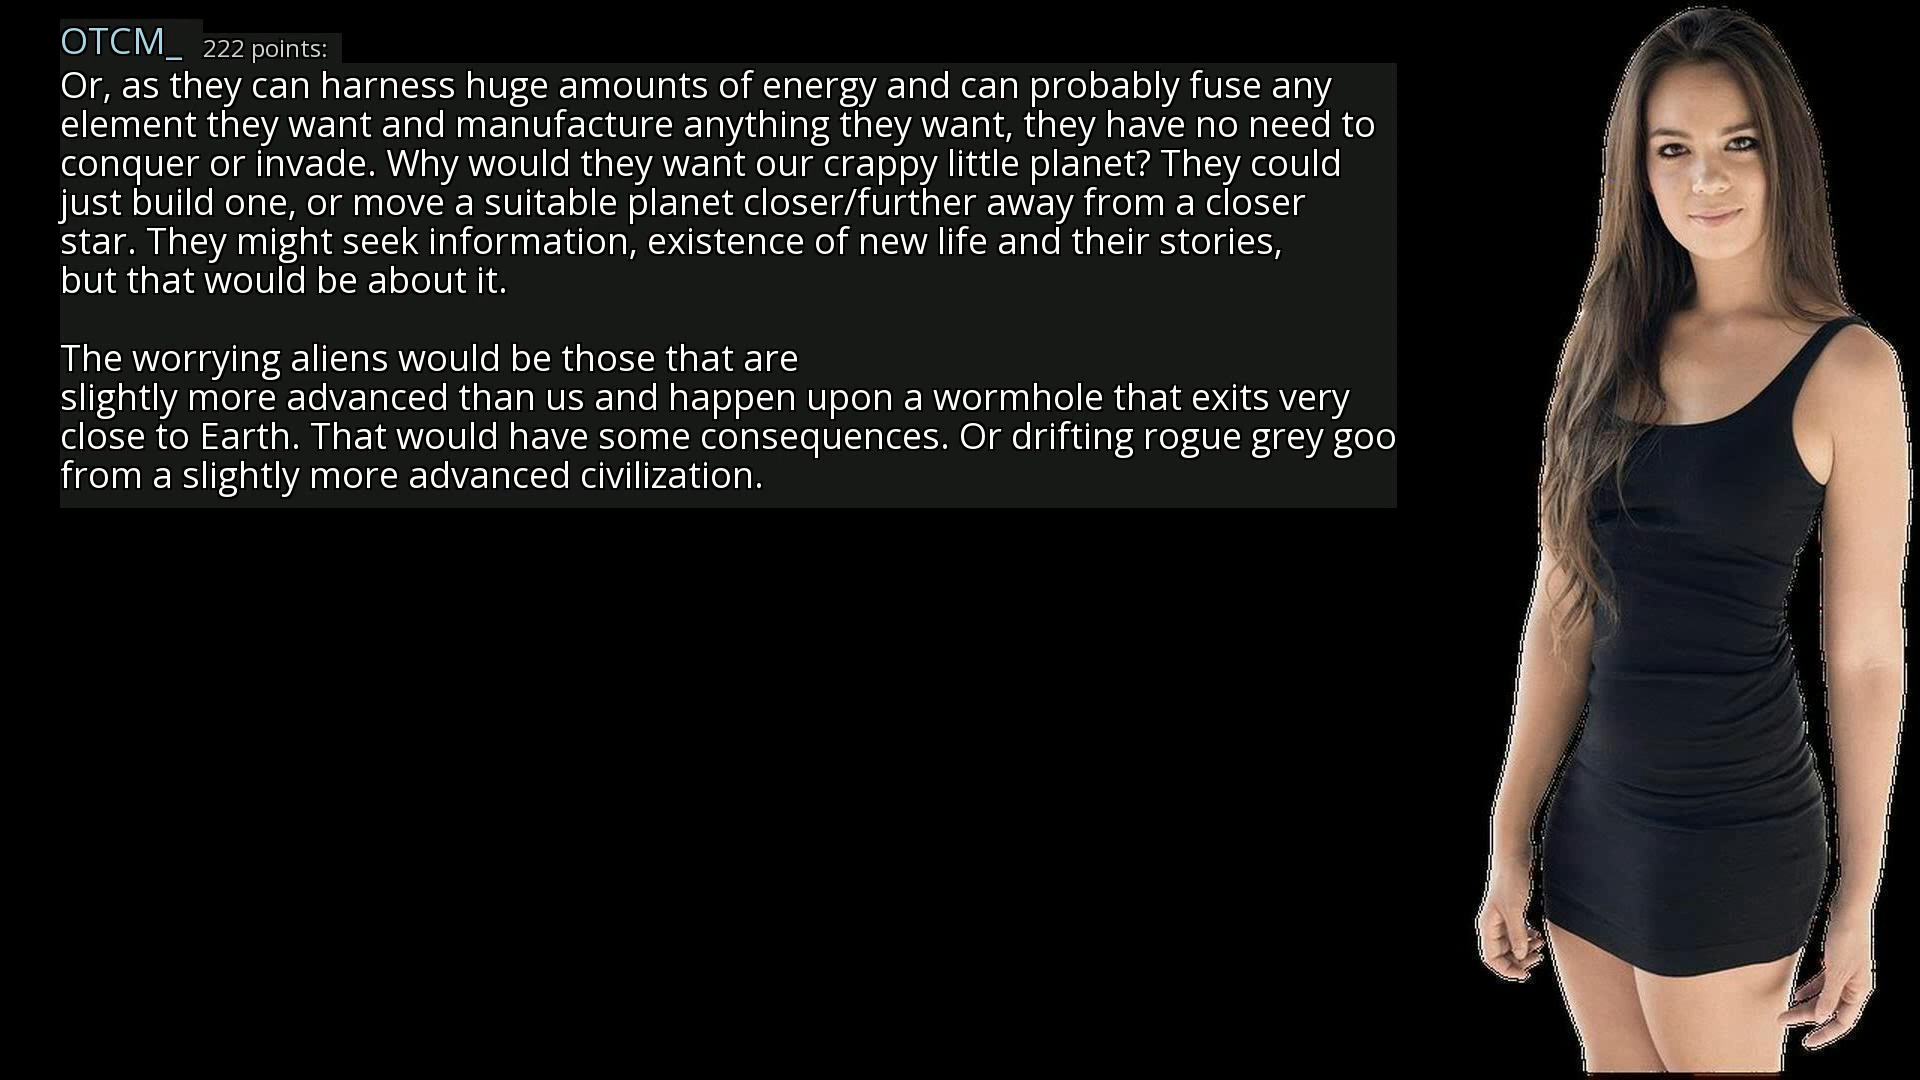 OTCM_ 222 points:
Or, as they can harness huge amounts of energy and can probably fuse any
element they want and manufacture anything they want, they have no need to
conquer or invade. Why would they want our crappy little planet? They could
just build one, or move a suitable planet closer/further away from a closer
star. They might seek information, existence of new life and their stories,
but that would be about it.
The worrying aliens would be those that are
slightly more advanced than us and happen upon a wormhole that exits very
close to Earth. That would have some consequences. Or drifting rogue grey goo
from a slightly more advanced civilization.